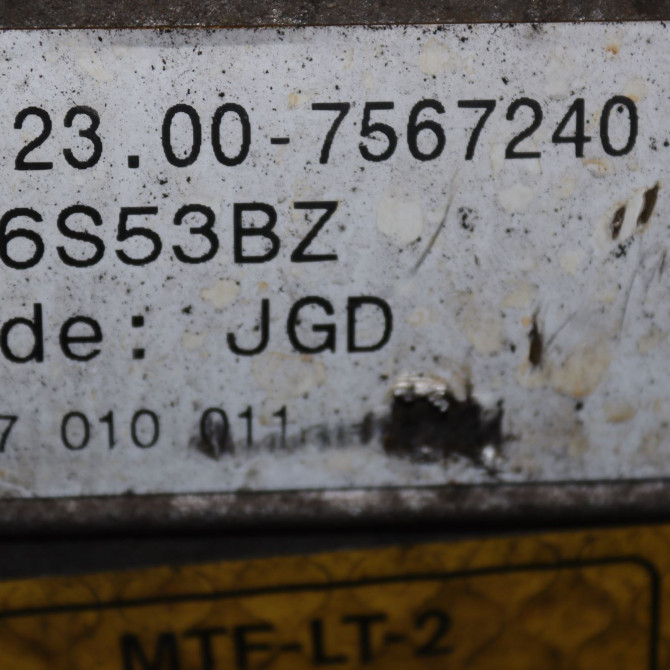 23.00-7567240
6S53BZ
de: JGD
7 010 011
MTF-LT-2